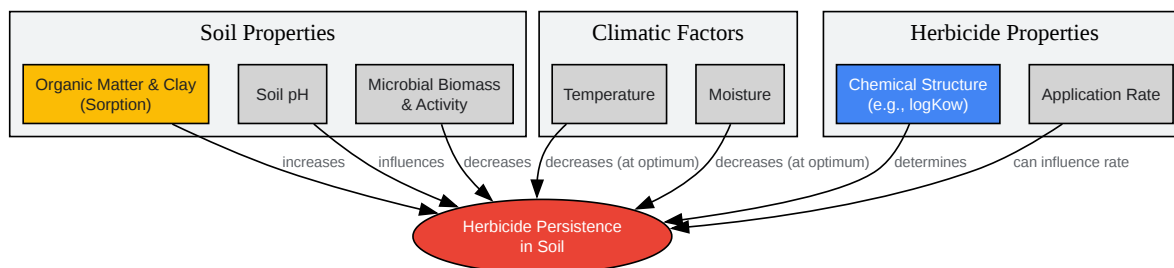 Soil Properties
Climatic Factors
Herbicide Properties
Organic Matter & Clay
(Sorption)
Soil pH
Microbial Biomass
& Activity
Temperature
Moisture
Chemical Structure
(e.g., logKow)
Application Rate
increases
influences
decreases
decreases (at optimum)
decreases (at optimum)
determines
can influence rate
Herbicide Persistence
in Soil